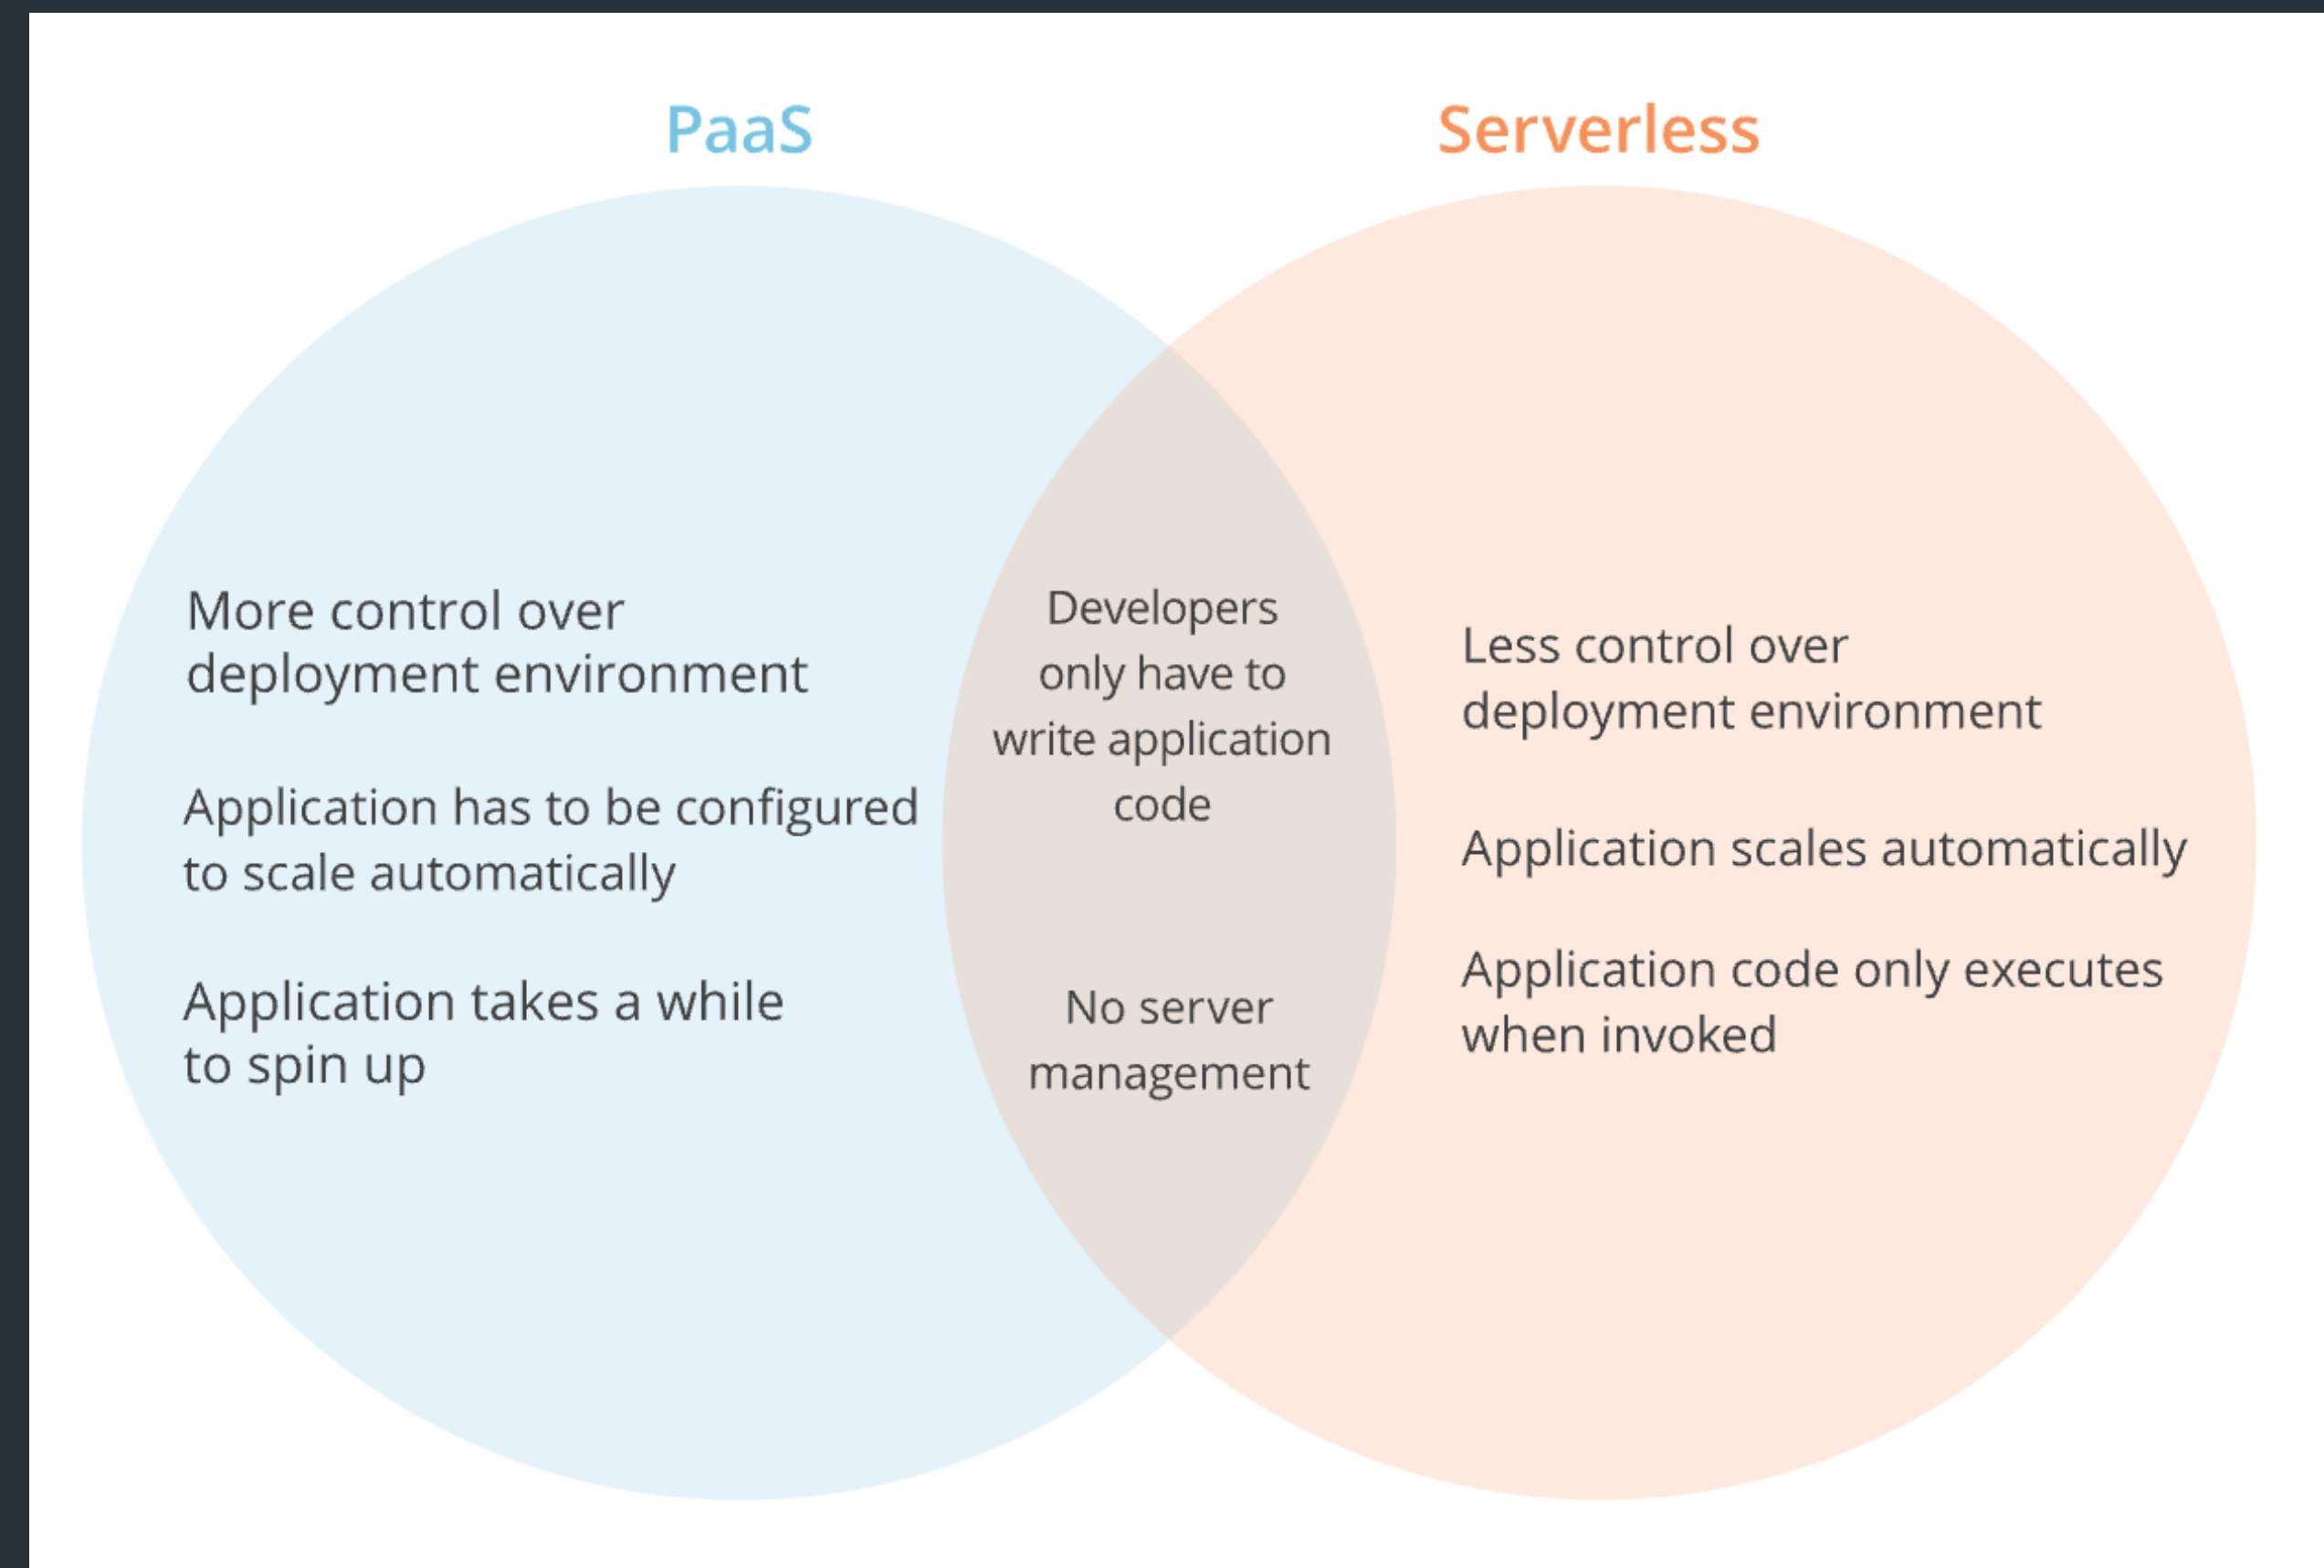 PaaS
Serverless
More control over
deployment environment
Application has to be configured
to scale automatically
Application takes a while
to spin up
Developers
only have to
write application
code
No server
management
Less control over
deployment environment
Application scales automatically
Application code only executes
when invoked